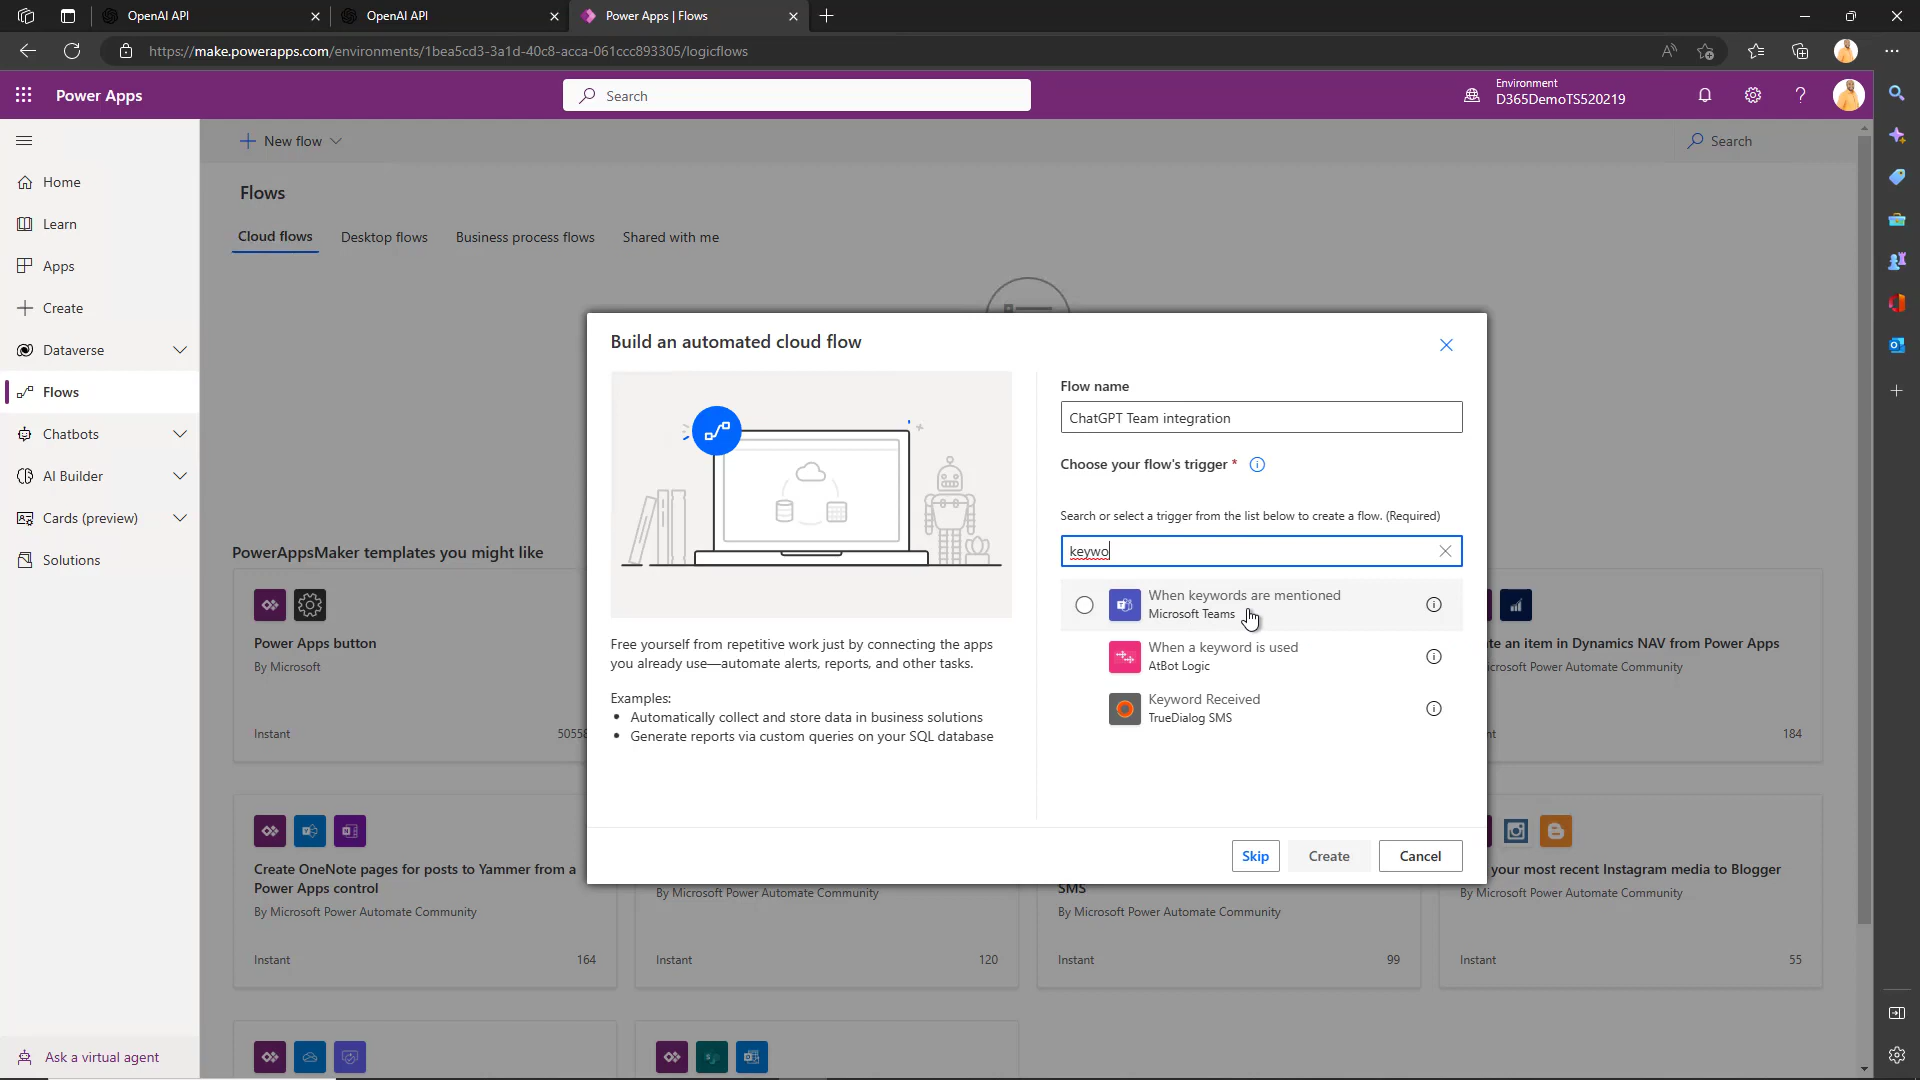 OpenAI API
OpenAI API
Power Apps | Flows
https://make.powerapps.com/environments/1bea5cd3-3a1d-40c8-acca-061ccc893305/logicflows
Power Apps
Search
Environment
D365DemoTS520219
Home
Learn
Apps
Create
Dataverse
Flows
Chatbots
AI Builder
Cards (preview)
Solutions
Ask a virtual agent
New flow
Search
Flows
Cloud flows
Desktop flows
Business process flows
Shared with me
Build an automated cloud flow
Free yourself from repetitive work just by connecting the apps
you already use—automate alerts, reports, and other tasks.
Examples:
• Automatically collect and store data in business solutions
• Generate reports via custom queries on your SQL database
Flow name
ChatGPT Team integration
Choose your flow's trigger *
Search or select a trigger from the list below to create a flow. (Required)
keywo
When keywords are mentioned
Microsoft Teams
When a keyword is used
AtBot Logic
Keyword Received
TrueDialog SMS
Skip
Create
Cancel
PowerAppsMaker templates you might like
Power Apps button
By Microsoft
Instant
an item in Dynamics NAV from Power Apps
Microsoft Power Automate Community
184
Create OneNote pages for posts to Yammer from a
Power Apps control
By Microsoft Power Automate Community
Instant 164
By Microsoft Power Automate Community
Instant 120
SMS
By Microsoft Power Automate Community
Instant 99
your most recent Instagram media to Blogger
By Microsoft Power Automate Community
Instant 55